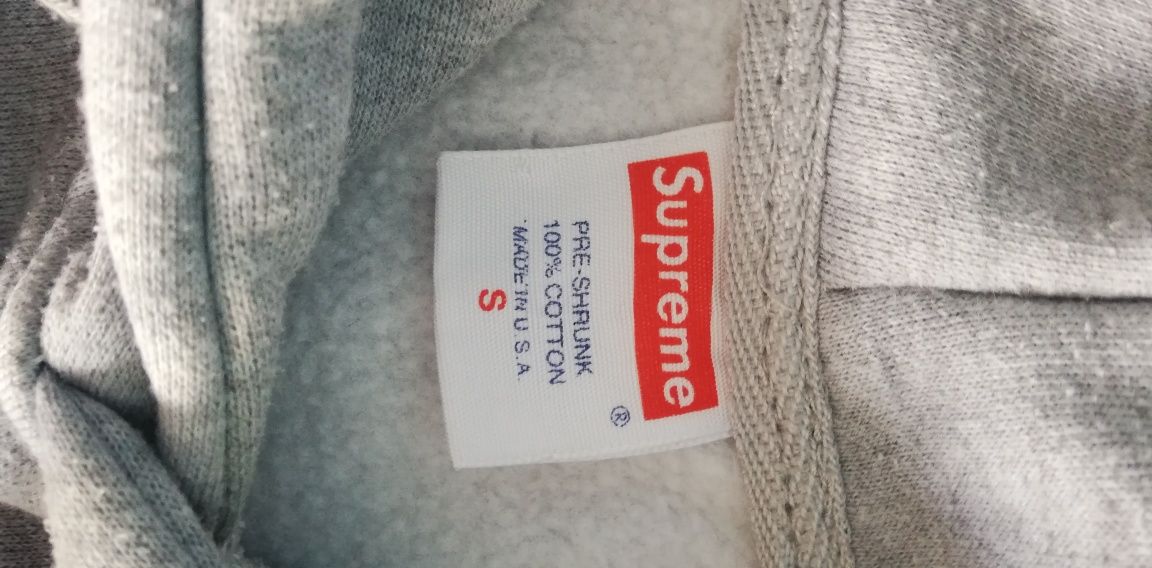 Supreme
®
PRE-SHRUNK
100% COTTON
MADE IN U.S.A.
S